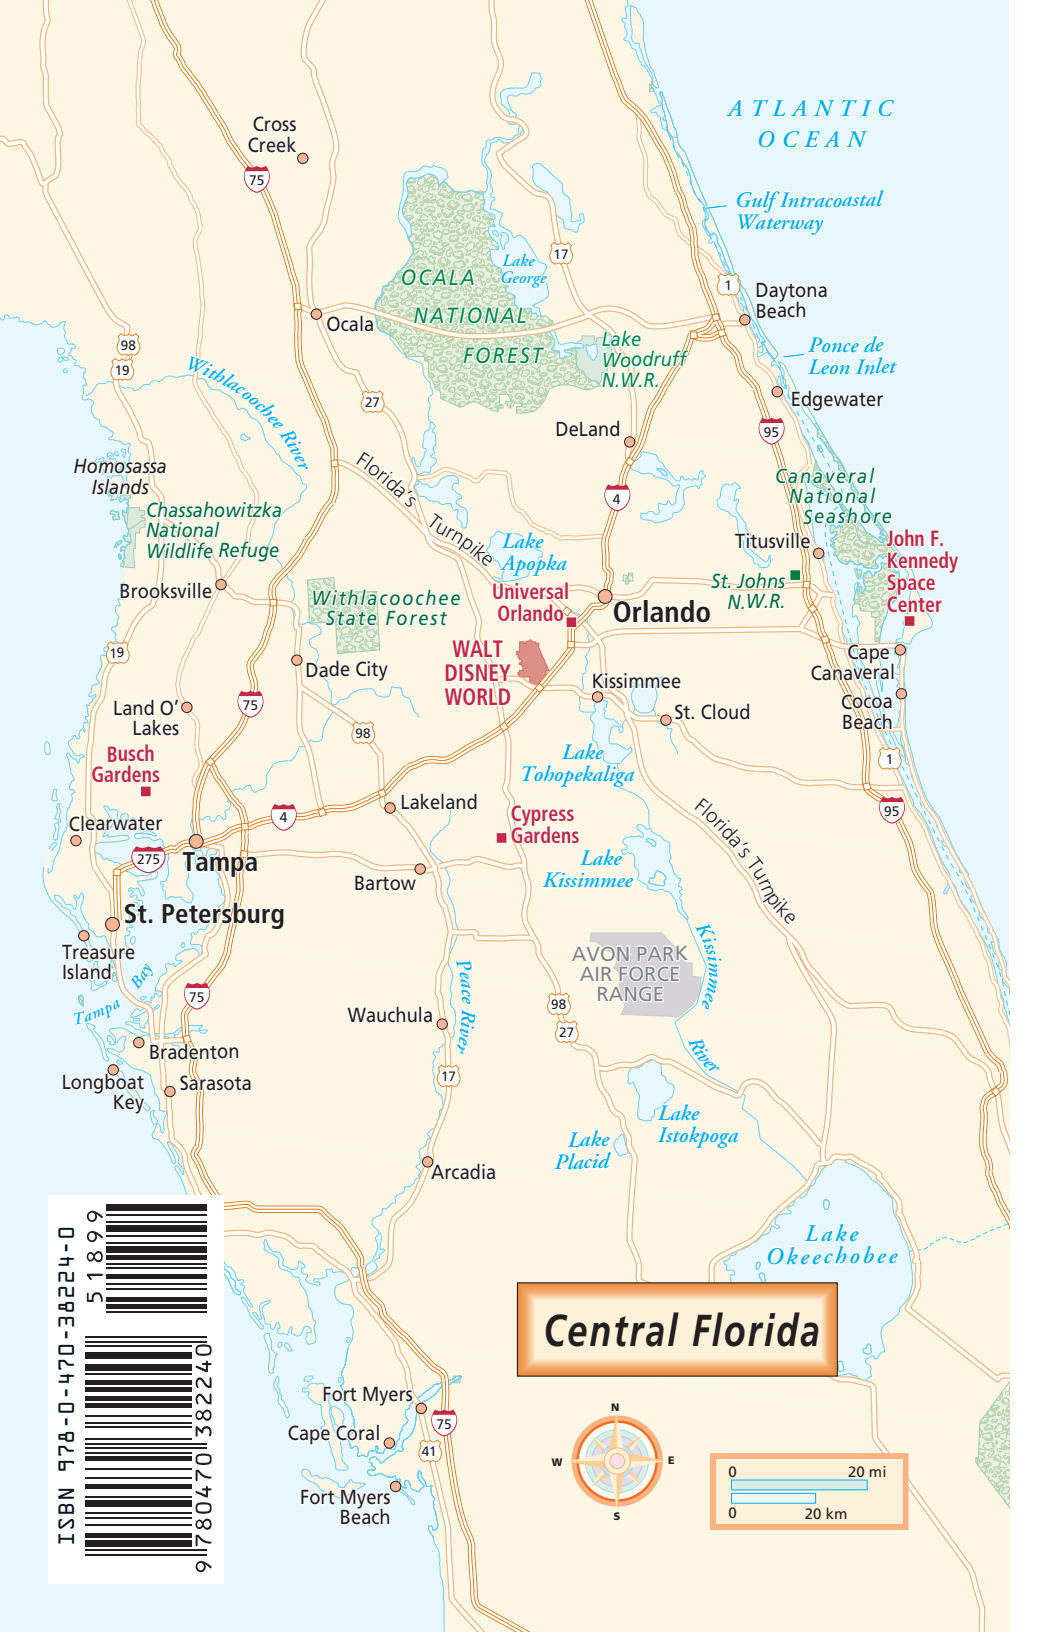 ATLANTIC
OCEAN
Cross
Creek
75
Gulf Intracoastal
Waterway
17
Lake
George
OCALA
NATIONAL
FOREST
1
Daytona
Beach
Ocala
98
19
Lake
Woodruff
N.W.R.
Ponce de
Leon Inlet
Withlacoochee River
27
Edgewater
DeLand
95
Homosassa
Islands
Florida's
Turnpike
4
Canaveral
National
Seashore
Chassahowitzka
National
Wildlife Refuge
Lake
Apopka
Titusville
John F.
Kennedy
Space
Center
Brooksville
Withlacoochee
State Forest
Universal
Orlando
Orlando
St. Johns
N.W.R.
19
Dade City
WALT
DISNEY
WORLD
Kissimmee
Cape
Canaveral
Land O'
Lakes
75
St. Cloud
Cocoa
Beach
98
Busch
Gardens
Lake
Tohopekaliga
1
Clearwater
4
Lakeland
Cypress
Gardens
Florida's Turnpike
95
275
Tampa
Bartow
Lake
Kissimmee
St. Petersburg
Treasure
Island
Tampa
Bay
75
Peace River
AVON PARK
AIR FORCE
RANGE
Kissimmee
River
98
27
Wauchula
Bradenton
Longboat
Key
Sarasota
17
Lake
Istokpoga
Lake
Placid
Arcadia
Lake
Okeechobee
Central Florida
Fort Myers
75
Cape Coral
41
Fort Myers
Beach
N
W
E
S
0
20 mi
0
20 km
ISBN 978-0-470-38224-0
51899
9 780470 382240